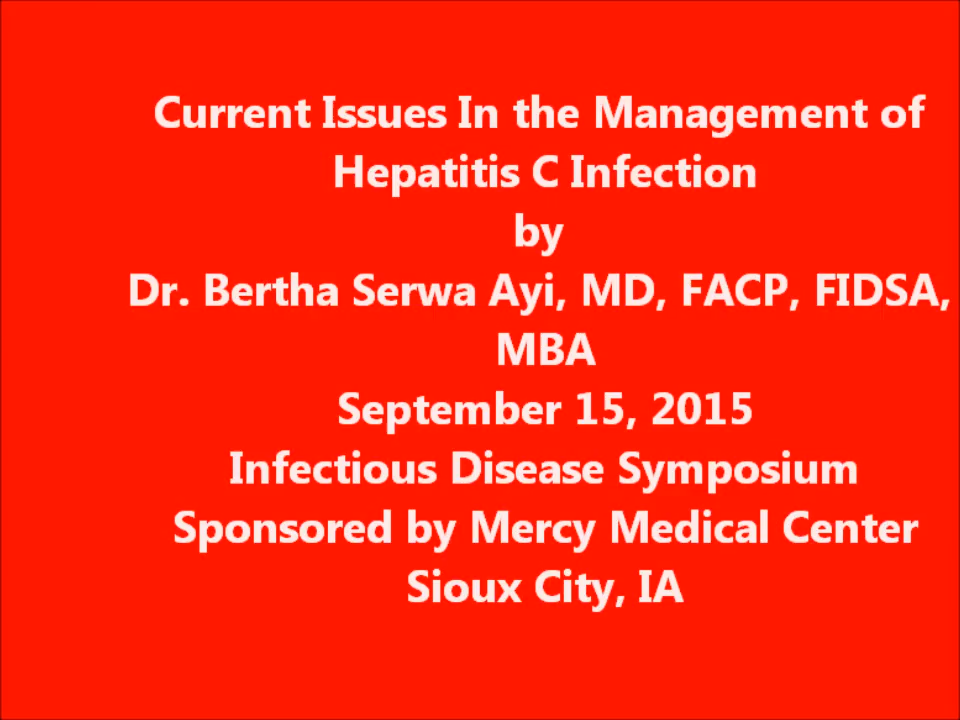 Current Issues In the Management of
Hepatitis C Infection
by
Dr. Bertha Serwa Ayi, MD, FACP, FIDSA,
MBA
September 15, 2015
Infectious Disease Symposium
Sponsored by Mercy Medical Center
Sioux City, IA